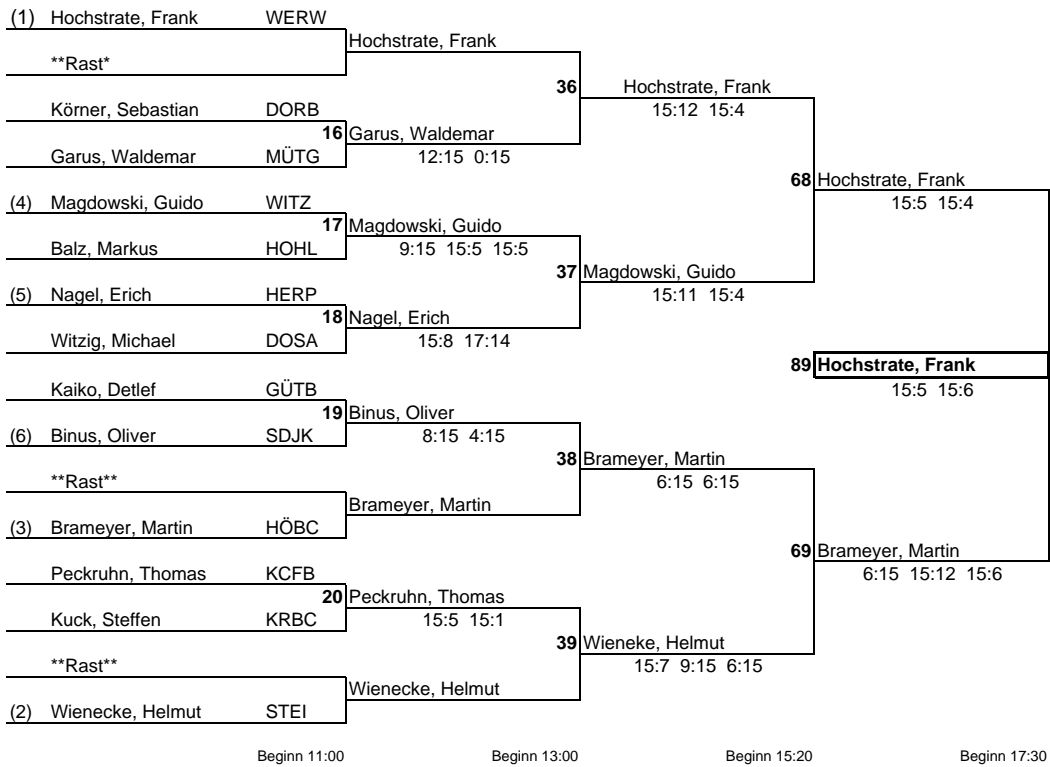 (1) Hochstrate, Frank WERW
Hochstrate, Frank
**Rast*
36 Hochstrate, Frank
15:12 15:4
Körner, Sebastian DORB
16 Garus, Waldemar
12:15 0:15
Garus, Waldemar MÜTG
68 Hochstrate, Frank
15:5 15:4
(4) Magdowski, Guido WITZ
17 Magdowski, Guido
9:15 15:5 15:5
Balz, Markus HOHL
37 Magdowski, Guido
15:11 15:4
(5) Nagel, Erich HERP
18 Nagel, Erich
15:8 17:14
Witzig, Michael DOSA
89 Hochstrate, Frank
15:5 15:6
Kaiko, Detlef GÜTB
19 Binus, Oliver
8:15 4:15
(6) Binus, Oliver SDJK
38 Brameyer, Martin
6:15 6:15
**Rast**
Brameyer, Martin
(3) Brameyer, Martin HÖBC
69 Brameyer, Martin
6:15 15:12 15:6
Peckruhn, Thomas KCFB
20 Peckruhn, Thomas
15:5 15:1
Kuck, Steffen KRBC
39 Wieneke, Helmut
15:7 9:15 6:15
**Rast**
Wienecke, Helmut
(2) Wienecke, Helmut STEI
Beginn 11:00 Beginn 13:00 Beginn 15:20 Beginn 17:30